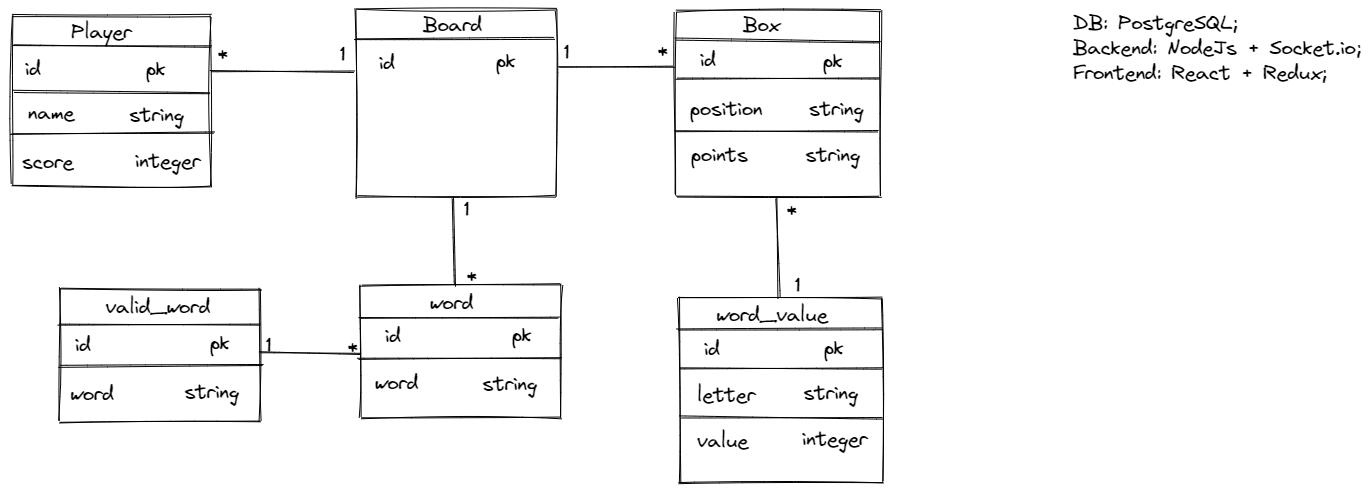 Player
id pk
name string
score integer
* 1
Board
id pk
1 *
Box
id pk
position string
points string
DB: PostgreSQL;
Backend: NodeJs + Socket.io;
Frontend: React + Redux;
1
*
*
1
valid_word
id pk
word string
1 *
word
id pk
word string
word_value
id pk
letter string
value integer